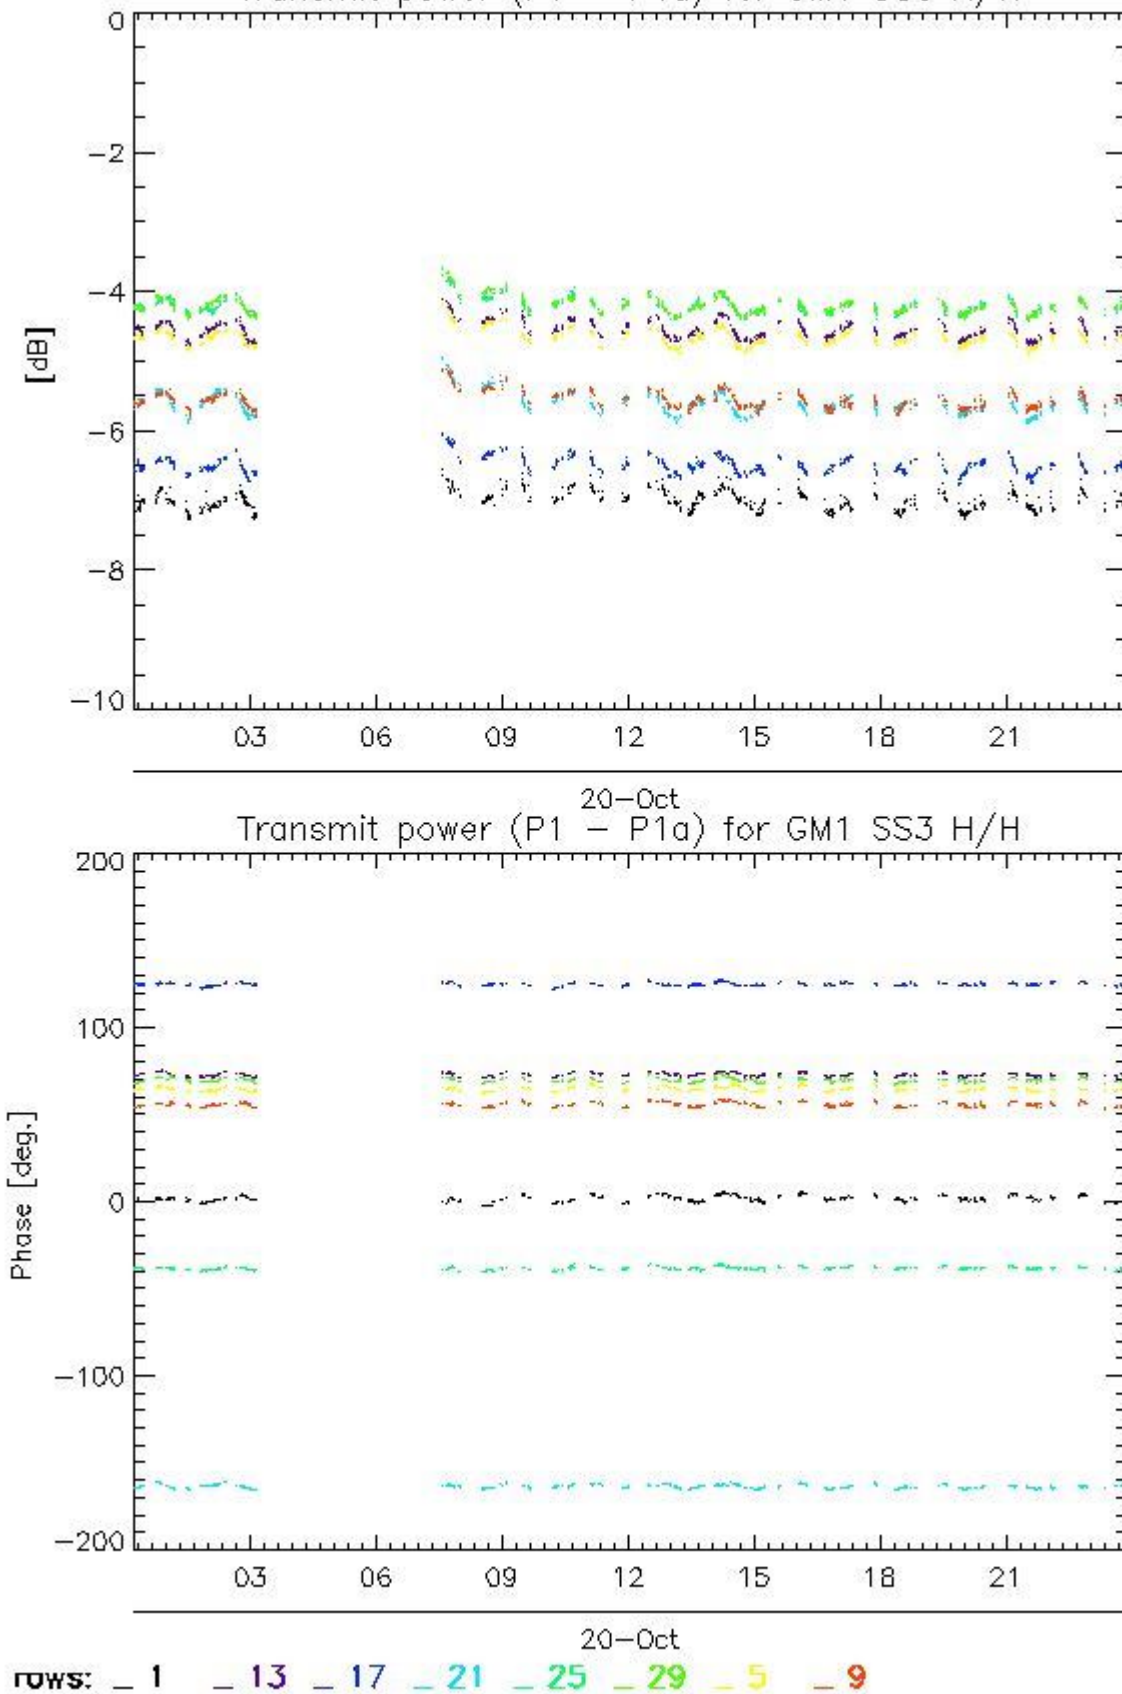 0
−2
−4
[dB]
−6
−8
−10
03 06 09 12 15 18 21
20−Oct
Transmit power (P1 − P1a) for GM1 SS3 H/H
200
100
Phase [deg.]
0
−100
−200
03 06 09 12 15 18 21
20−Oct
rows: _ 1 _ 13 _ 17 _ 21 _ 25 _ 29 _ 5 _ 9